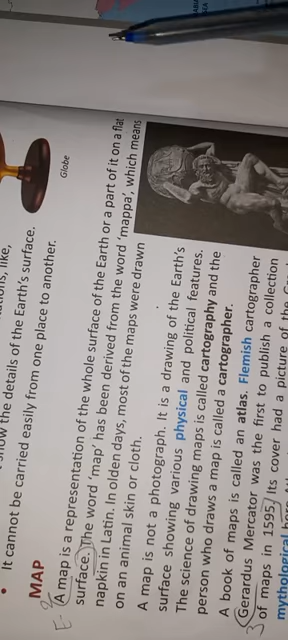 show the details of the Earth's surface.
• It cannot be carried easily from one place to another.
Globe
MAP
A map is a representation of the whole surface of the Earth or a part of it on a flat
surface. The word 'map' has been derived from the word 'mappa', which means
napkin in Latin. In olden days, most of the maps were drawn
on an animal skin or cloth.
A map is not a photograph. It is a drawing of the Earth's
surface showing various physical and political features.
The science of drawing maps is called cartography and the
person who draws a map is called a cartographer.
A book of maps is called an atlas. Flemish cartographer
Gerardus Mercator was the first to publish a collection
of maps in 1595. Its cover had a picture of the
mythological